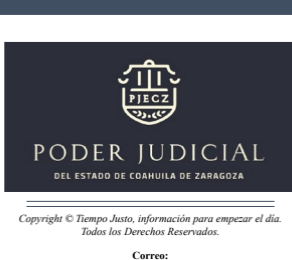 PJECZ
PODER JUDICIAL
DEL ESTADO DE COAHUILA DE ZARAGOZA
Copyright © Tiempo Justo, información para empezar el día.
Todos los Derechos Reservados.
Correo: